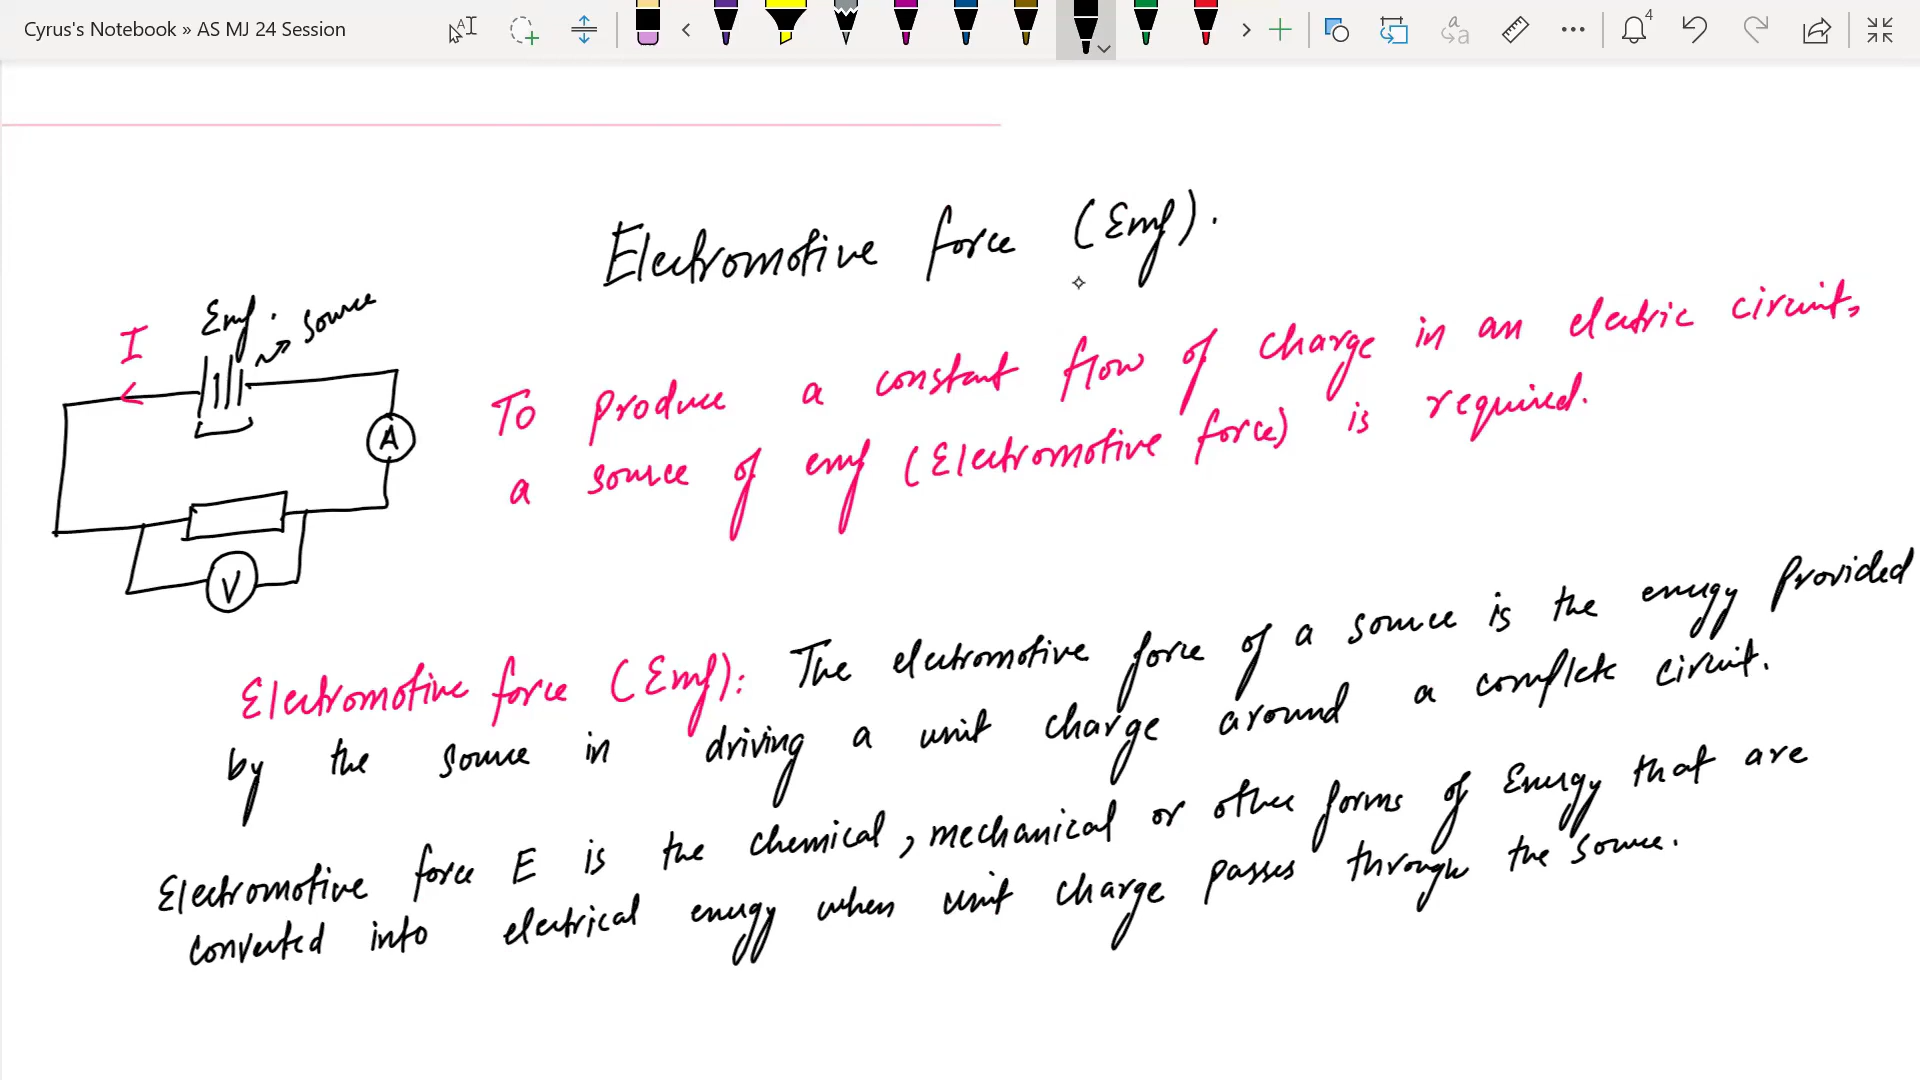 Cyrus's Notebook » AS MJ 24 Session
4
Electromotive force (Emf).
Emf.
source
I
A
V
To produce a constant flow of charge in an electric circuit,
a source of emf (Electromotive force) is required.
Electromotive force (Emf): The electromotive force of a source is the energy provided
by the source in driving a unit charge around a complete circuit.
Electromotive force E is the chemical, mechanical or other forms of Energy that are
converted into electrical energy when unit charge passes through the source.